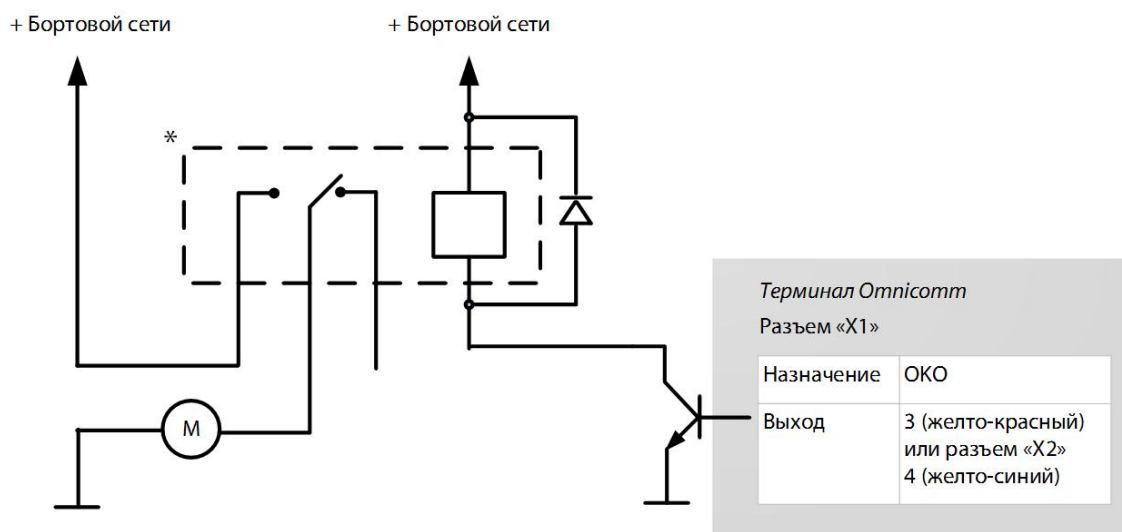 + Бортовой сети
+ Бортовой сети
*
M
Терминал Omnicomm
Разъем «X1»
Назначение
ОКО
Выход
3 (желто-красный)
или разъем «X2»
4 (желто-синий)